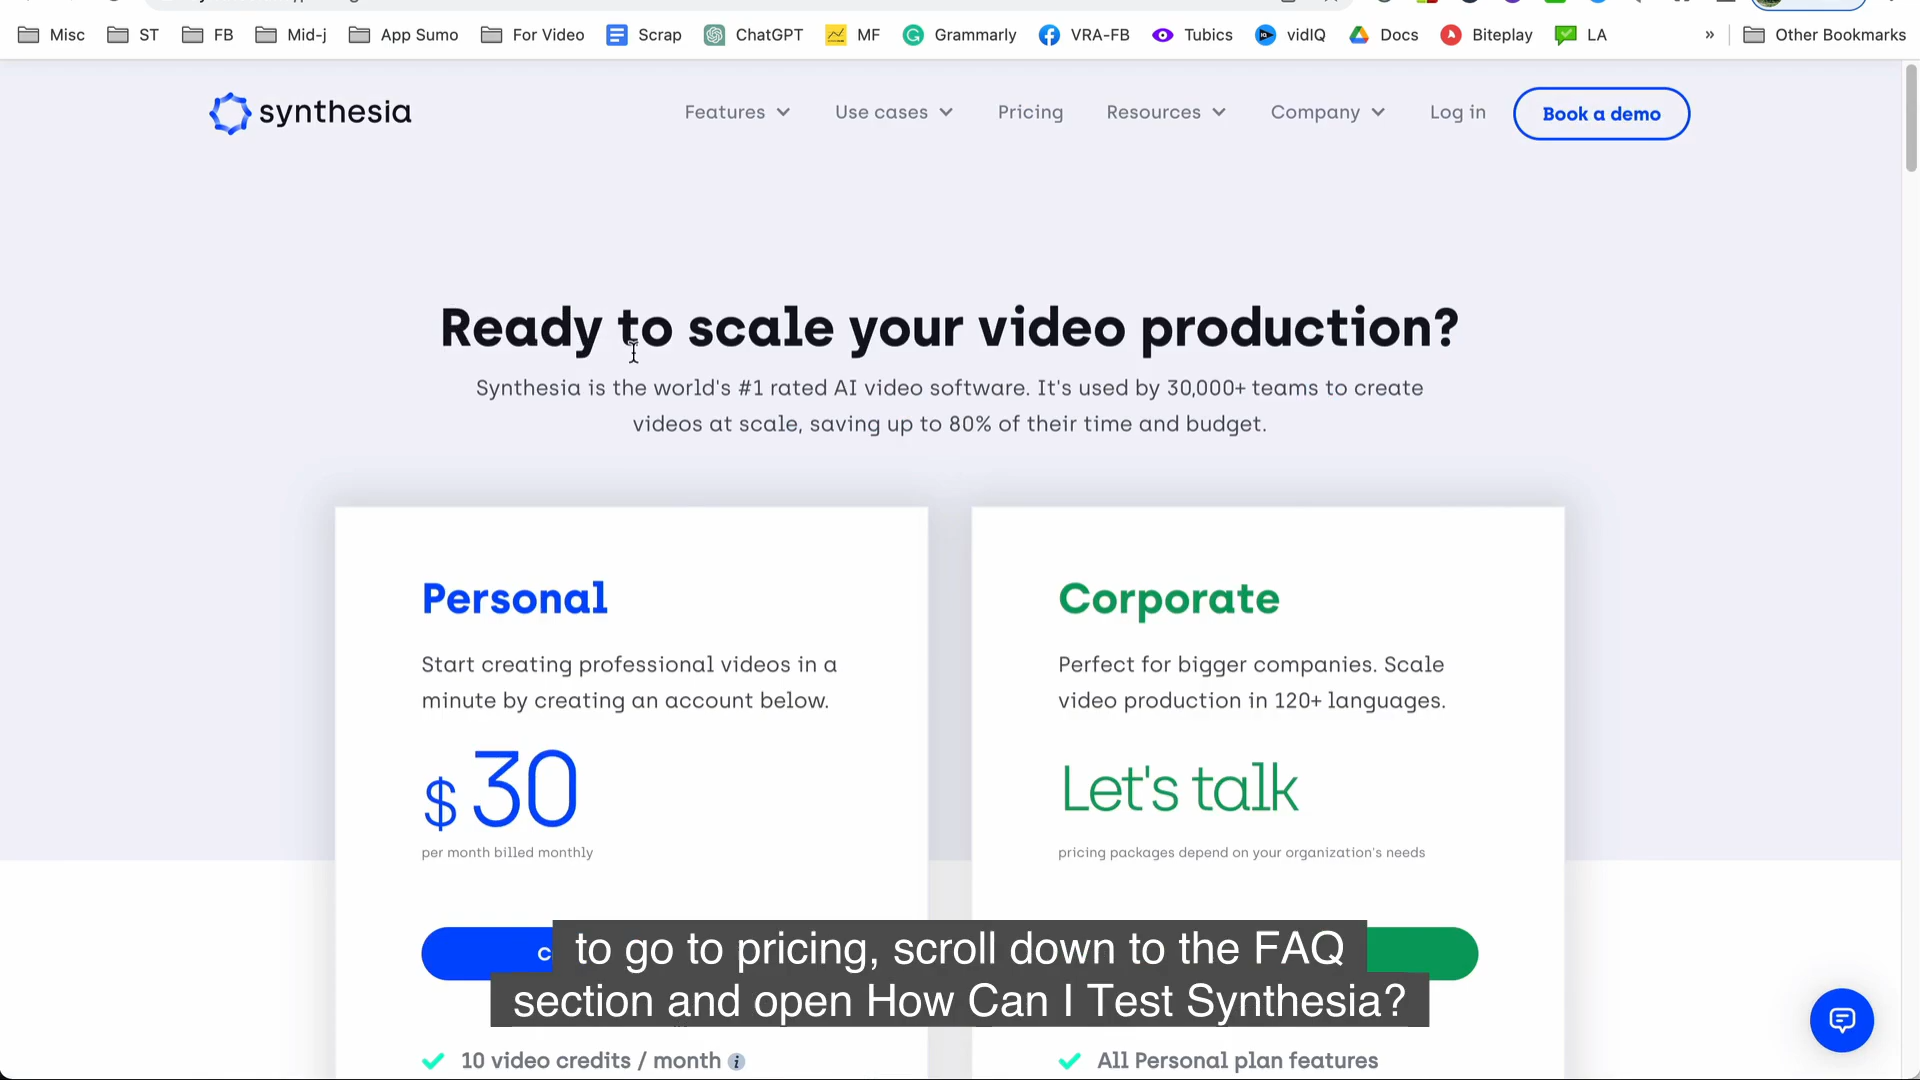 Misc ST FB Mid-j App Sumo For Video Scrap ChatGPT MF Grammarly VRA-FB Tubics vidIQ Docs Biteplay LA » Other Bookmarks
synthesia Features Use cases Pricing Resources Company Log in Book a demo
Ready to scale your video production?
Synthesia is the world's #1 rated AI video software. It's used by 30,000+ teams to create
videos at scale, saving up to 80% of their time and budget.
Personal
Start creating professional videos in a
minute by creating an account below.
$ 30
per month billed monthly
10 video credits / month
Corporate
Perfect for bigger companies. Scale
video production in 120+ languages.
Let's talk
pricing packages depend on your organization's needs
All Personal plan features
to go to pricing, scroll down to the FAQ
section and open How Can I Test Synthesia?